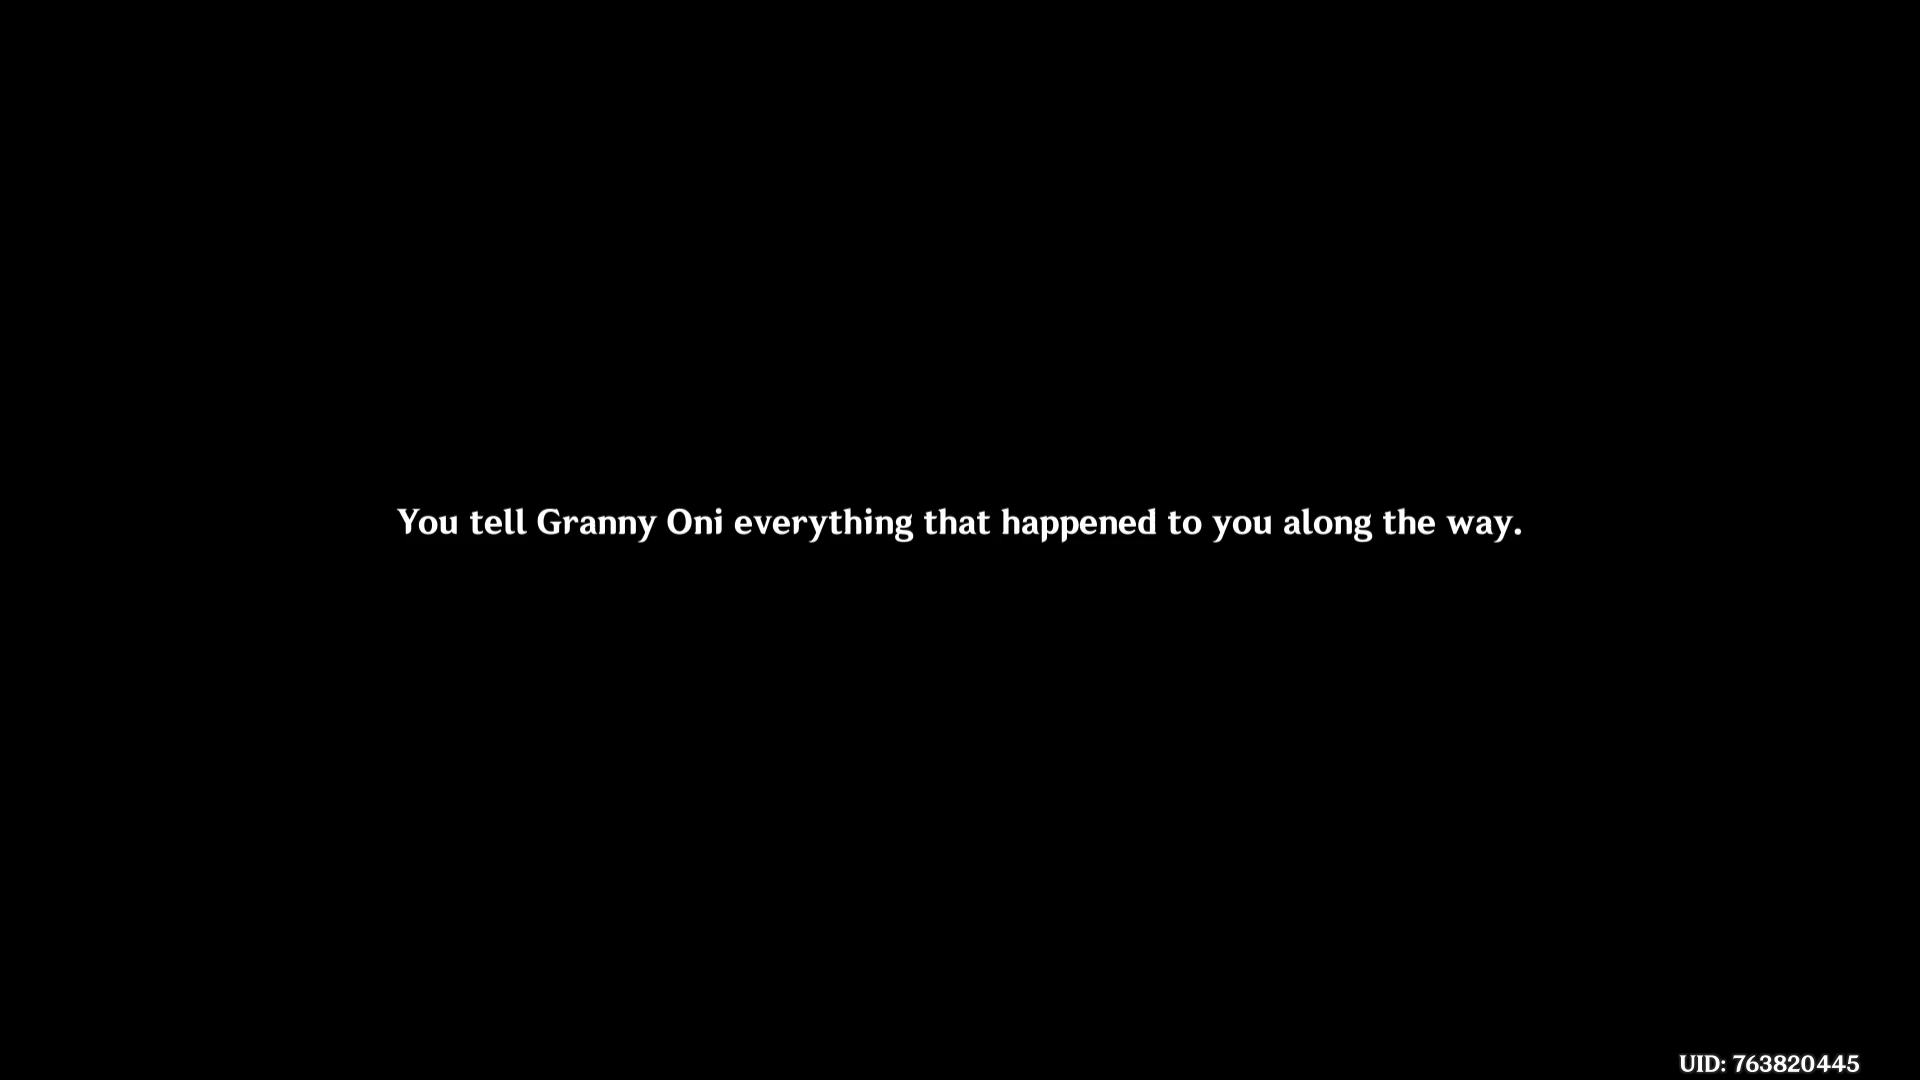 You tell Granny Oni everything that happened to you along the way.
UID: 763820445